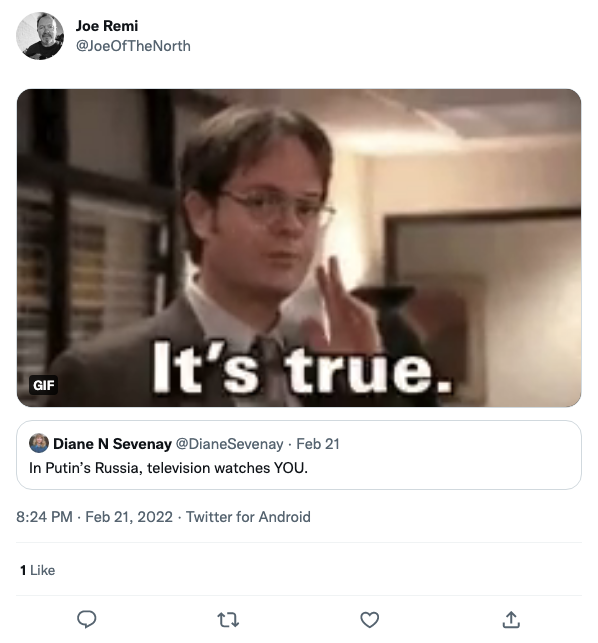 Joe Remi
@JoeOfTheNorth
It's true.
GIF
Diane N Sevenay @DianeSevenay · Feb 21
In Putin's Russia, television watches YOU.
8:24 PM · Feb 21, 2022 · Twitter for Android
1 Like